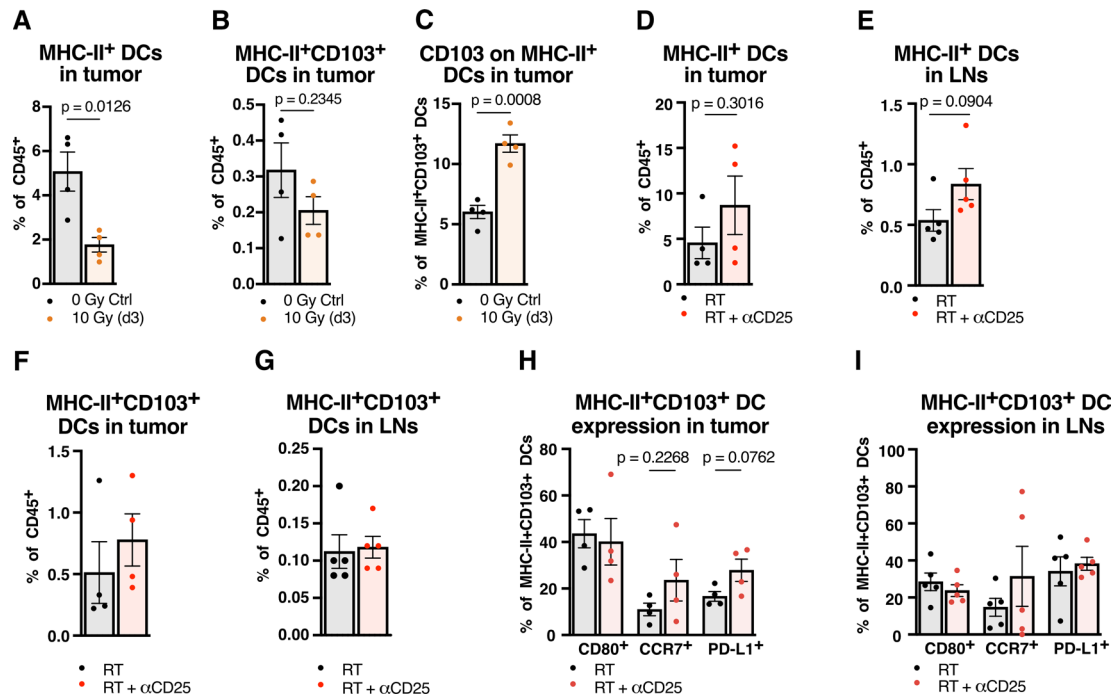 A
MHC-II+ DCs
in tumor
p = 0.0126
% of CD45+
8
6
4
2
0
0 Gy Ctrl
10 Gy (d3)
B
MHC-II+CD103+
DCs in tumor
p = 0.2345
% of CD45+
0.5
0.4
0.3
0.2
0.1
0.0
0 Gy Ctrl
10 Gy (d3)
C
CD103 on MHC-II+
DCs in tumor
p = 0.0008
% of MHC-II+CD103+ DCs
15
10
5
0
0 Gy Ctrl
10 Gy (d3)
D
MHC-II+ DCs
in tumor
p = 0.3016
% of CD45+
20
15
10
5
0
RT
RT + αCD25
E
MHC-II+ DCs
in LNs
p = 0.0904
% of CD45+
1.5
1.0
0.5
0.0
RT
RT + αCD25
F
MHC-II+CD103+
DCs in tumor
% of CD45+
1.5
1.0
0.5
0.0
RT
RT + αCD25
G
MHC-II+CD103+
DCs in LNs
% of CD45+
0.25
0.20
0.15
0.10
0.05
0.00
RT
RT + αCD25
H
MHC-II+CD103+ DC
expression in tumor
p = 0.2268
p = 0.0762
% of MHC-II+CD103+ DCs
80
60
40
20
0
CD80+ CCR7+ PD-L1+
RT
RT + αCD25
I
MHC-II+CD103+ DC
expression in LNs
% of MHC-II+CD103+ DCs
100
80
60
40
20
0
CD80+ CCR7+ PD-L1+
RT
RT + αCD25